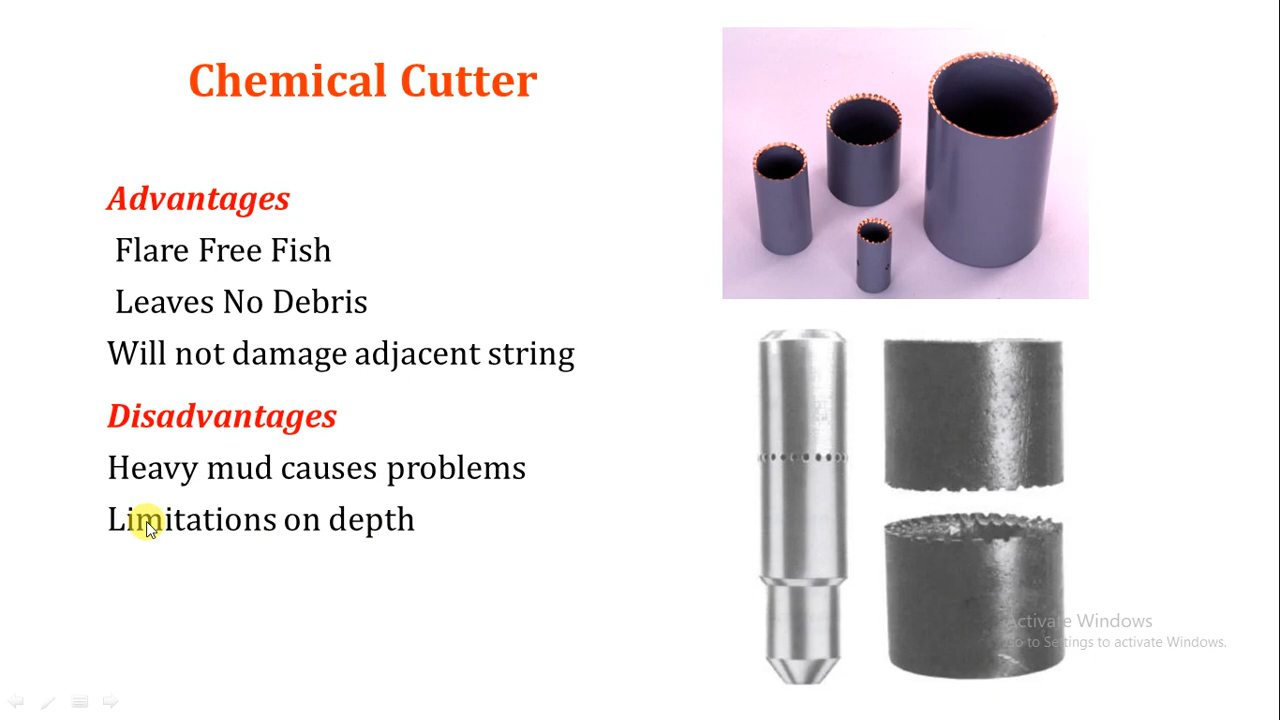 Chemical Cutter
Advantages
Flare Free Fish
Leaves No Debris
Will not damage adjacent string
Disadvantages
Heavy mud causes problems
Limitations on depth
Activate Windows
Go to Settings to activate Windows.